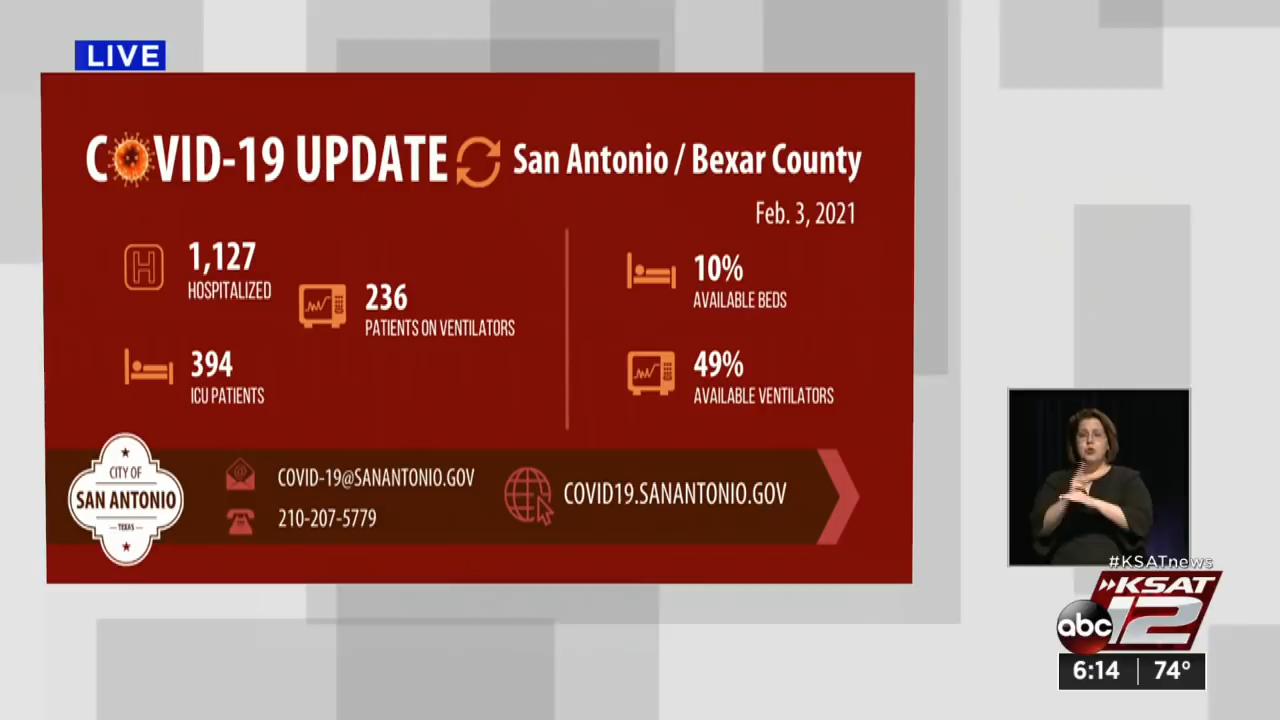 LIVE
COVID-19 UPDATE
San Antonio / Bexar County
Feb. 3, 2021
1,127
HOSPITALIZED
236
PATIENTS ON VENTILATORS
394
ICU PATIENTS
10%
AVAILABLE BEDS
49%
AVAILABLE VENTILATORS
CITY OF
SAN ANTONIO
TEXAS
COVID-19@SANANTONIO.GOV
210-207-5779
COVID19.SANANTONIO.GOV
#KSATnews
KSAT
abc 12
6:14 74°